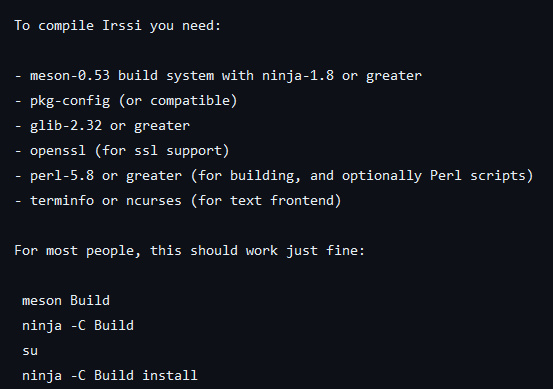 To compile Irssi you need:
- meson-0.53 build system with ninja-1.8 or greater
- pkg-config (or compatible)
- glib-2.32 or greater
- openssl (for ssl support)
- perl-5.8 or greater (for building, and optionally Perl scripts)
- terminfo or ncurses (for text frontend)
For most people, this should work just fine:
meson Build
ninja -C Build
su
ninja -C Build install